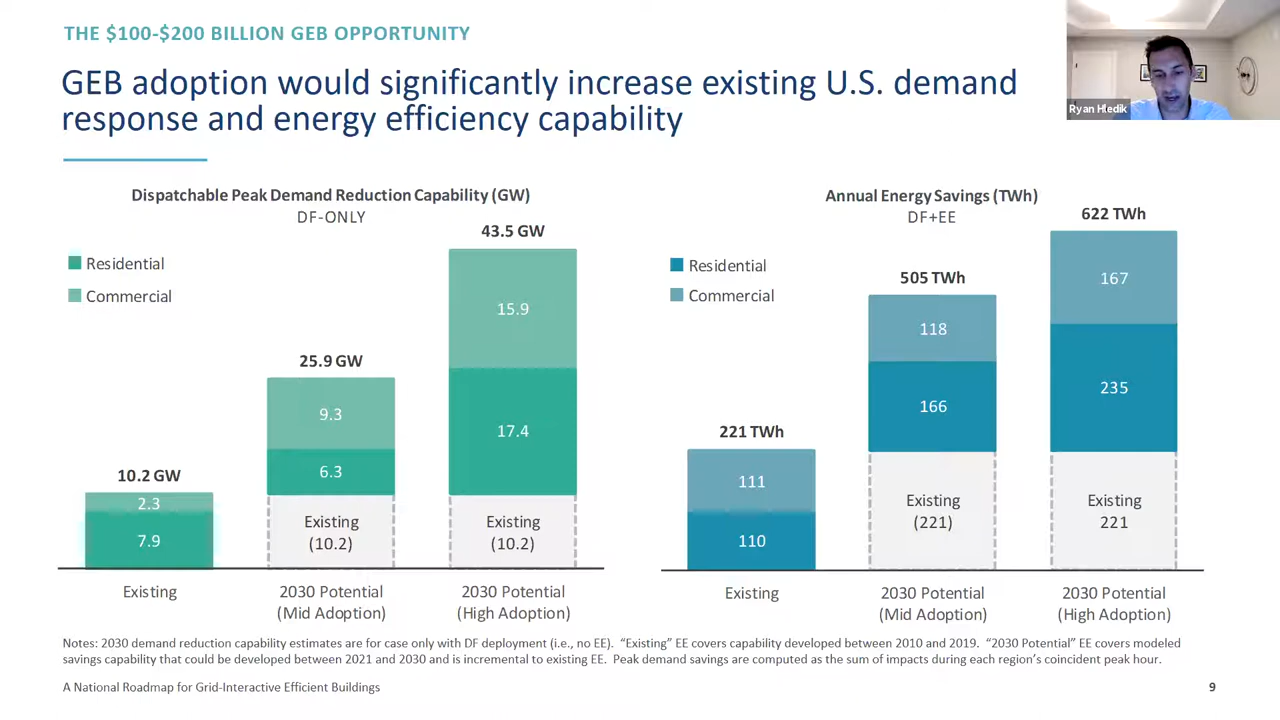 THE $100-$200 BILLION GEB OPPORTUNITY
GEB adoption would significantly increase existing U.S. demand
response and energy efficiency capability
Ryan Hledik
Dispatchable Peak Demand Reduction Capability (GW)
DF-ONLY
Residential
Commercial
10.2 GW
2.3
7.9
25.9 GW
9.3
6.3
Existing
(10.2)
43.5 GW
15.9
17.4
Existing
(10.2)
Existing
2030 Potential
(Mid Adoption)
2030 Potential
(High Adoption)
Annual Energy Savings (TWh)
DF+EE
Residential
Commercial
221 TWh
111
110
505 TWh
118
166
Existing
(221)
622 TWh
167
235
Existing
221
Existing
2030 Potential
(Mid Adoption)
2030 Potential
(High Adoption)
Notes: 2030 demand reduction capability estimates are for case only with DF deployment (i.e., no EE). “Existing” EE covers capability developed between 2010 and 2019. “2030 Potential” EE covers modeled
savings capability that could be developed between 2021 and 2030 and is incremental to existing EE. Peak demand savings are computed as the sum of impacts during each region’s coincident peak hour.
A National Roadmap for Grid-Interactive Efficient Buildings
9